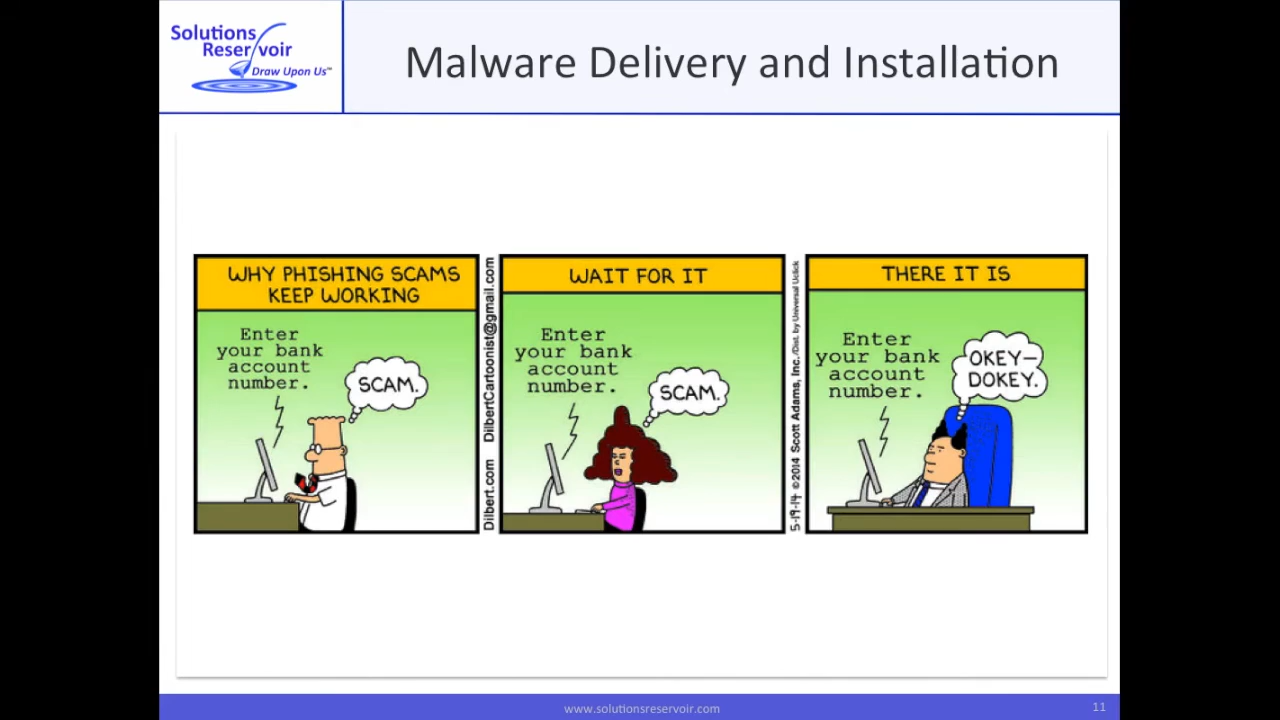 Solutions
Reservoir
Draw Upon Us™
Malware Delivery and Installation
WHY PHISHING SCAMS
KEEP WORKING
Enter
your bank
account
number.
SCAM.
Dilbert.com DilbertCartoonist@gmail.com
WAIT FOR IT
Enter
your bank
account
number.
SCAM.
5-19-14 ©2014 Scott Adams, Inc. /Dist. by Universal Uclick
THERE IT IS
Enter
your bank
account
number.
OKEY-
DOKEY.
www.solutionsreservoir.com
11